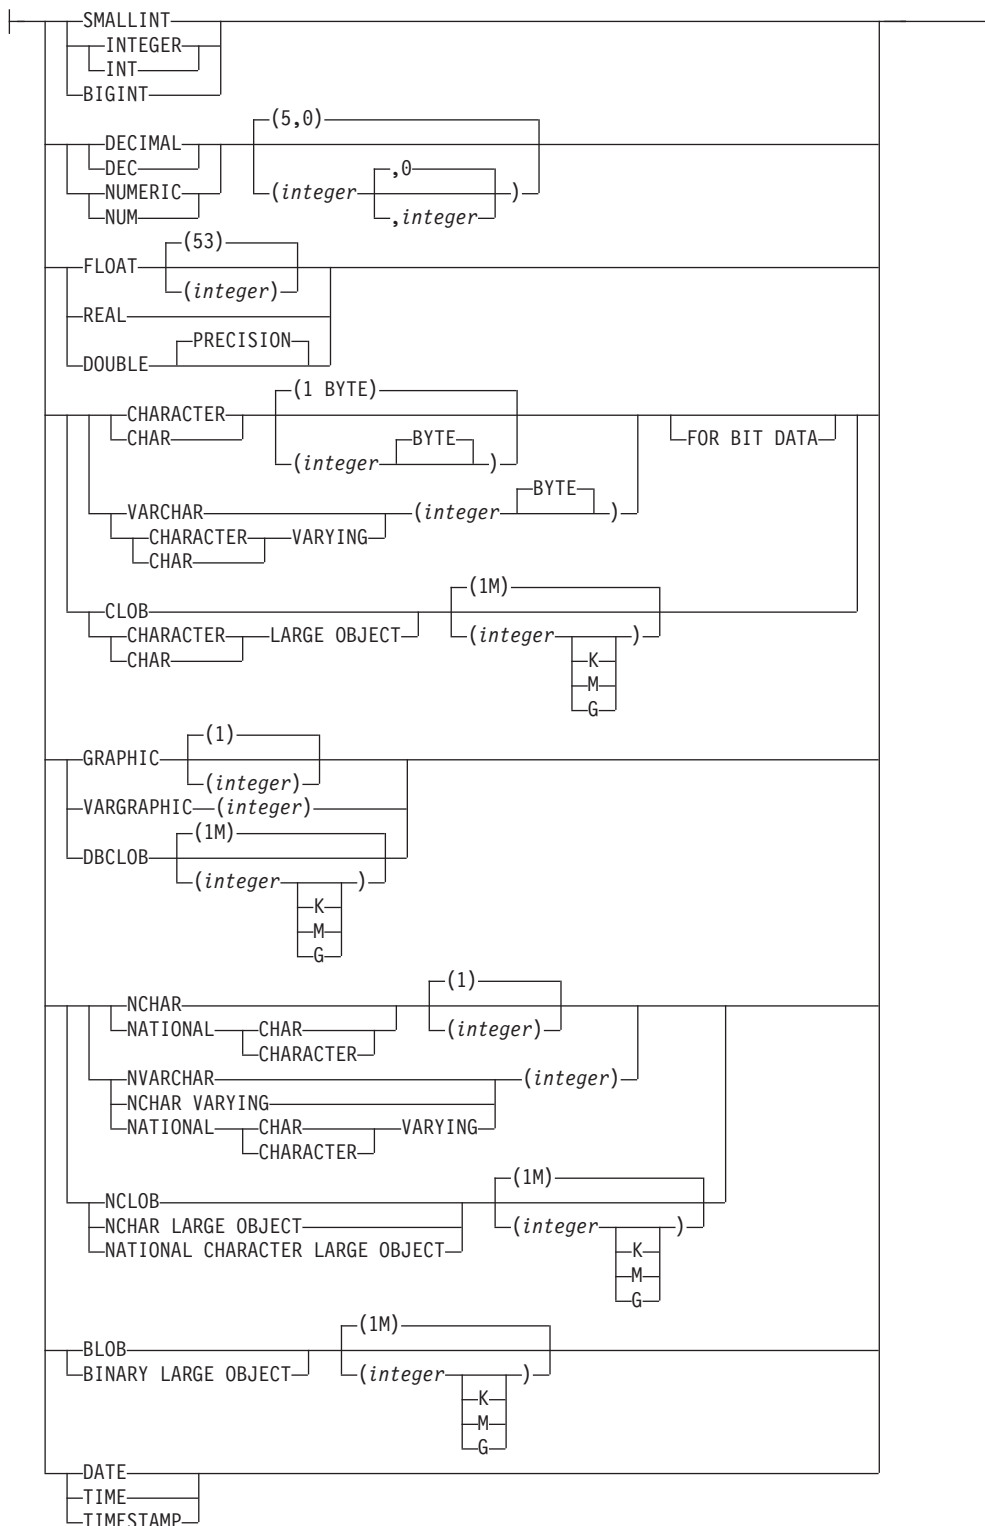 SMALLINT
INTEGER
INT
BIGINT
(5,0)
DECIMAL
DEC
,0
NUMERIC
(integer )
NUM
,integer
(53)
FLOAT
(integer)
REAL
PRECISION
DOUBLE
(1 BYTE)
CHARACTER
CHAR
BYTE
FOR BIT DATA
(integer )
BYTE
VARCHAR
(integer )
CHARACTER VARYING
CHAR
(1M)
CLOB
CHARACTER LARGE OBJECT
(integer )
CHAR
K
M
G
(1)
GRAPHIC
(integer)
VARGRAPHIC (integer)
(1M)
DBCLOB
(integer )
K
M
G
(1)
NCHAR
NATIONAL CHAR
(integer)
CHARACTER
NVARCHAR
(integer)
NCHAR VARYING
NATIONAL CHAR VARYING
CHARACTER
(1M)
NCLOB
NCHAR LARGE OBJECT
(integer )
NATIONAL CHARACTER LARGE OBJECT
K
M
G
(1M)
BLOB
BINARY LARGE OBJECT
(integer )
K
M
G
DATE
TIME
TIMESTAMP